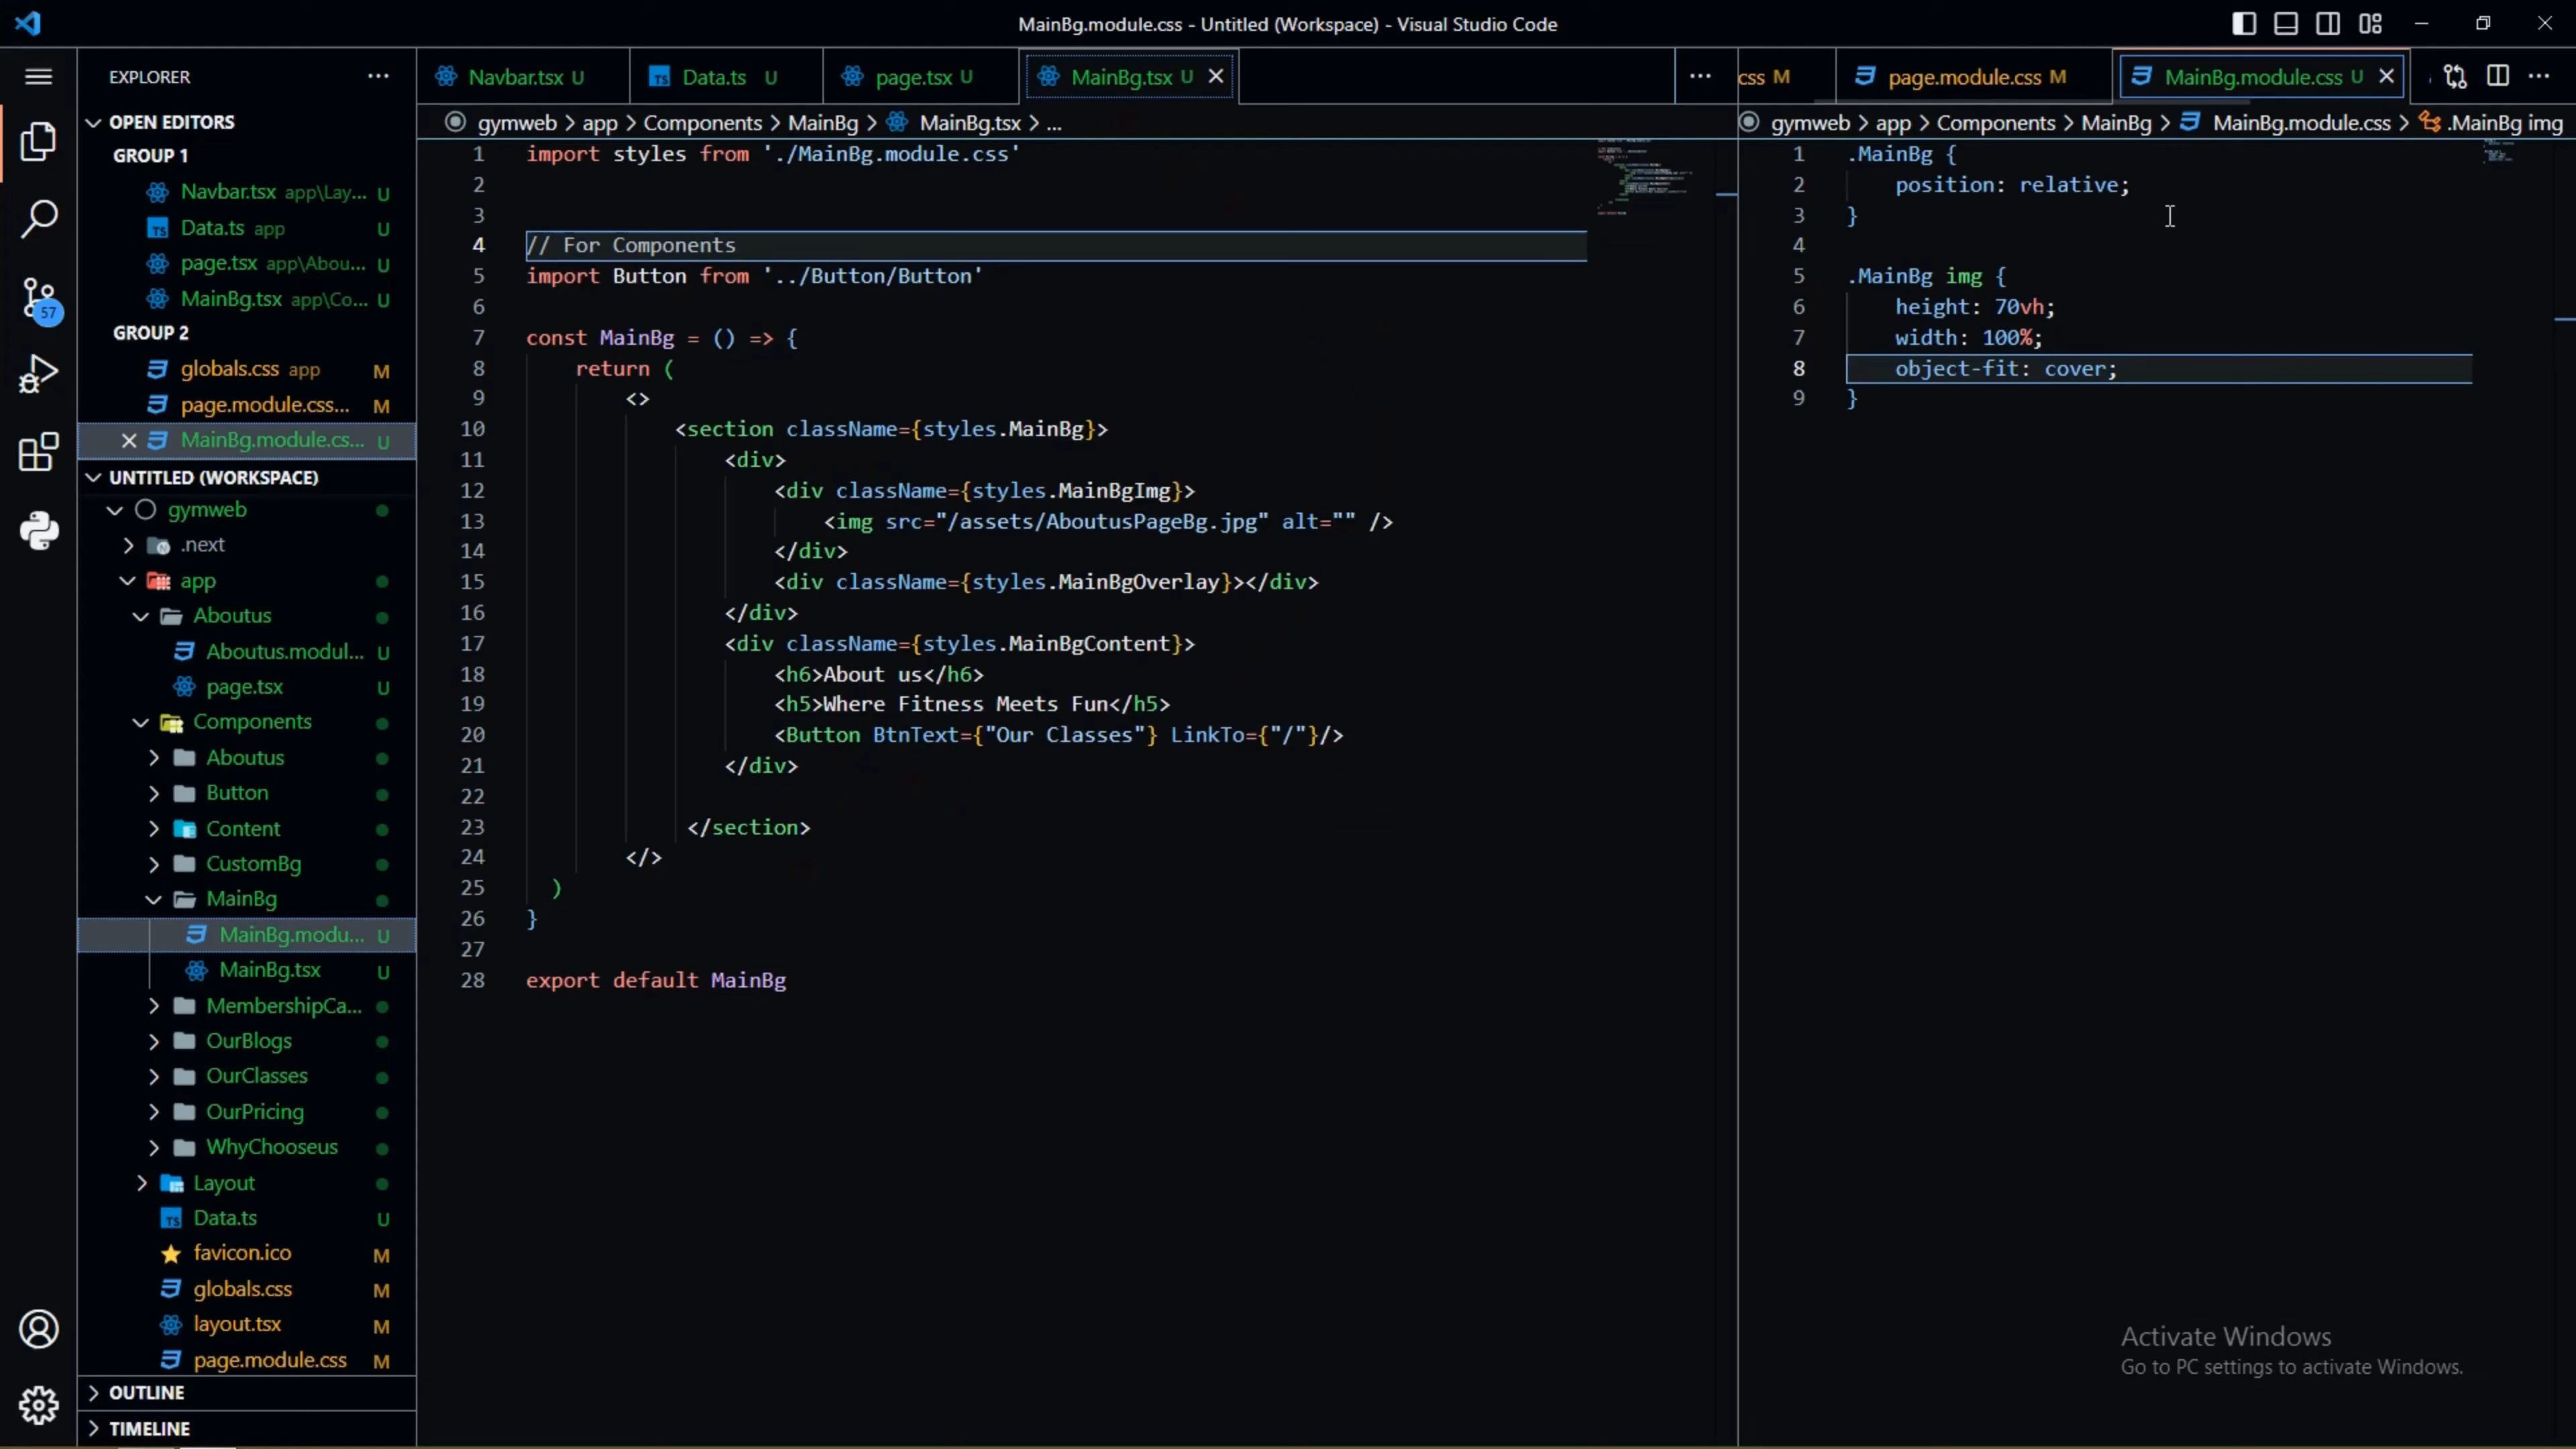 MainBg.module.css - Untitled (Workspace) - Visual Studio Code
EXPLORER
OPEN EDITORS
GROUP 1
Navbar.tsx app\Lay... U
Data.ts app U
page.tsx app\Abou... U
MainBg.tsx app\Co... U
GROUP 2
globals.css app M
page.module.css... M
MainBg.module.cs... U
UNTITLED (WORKSPACE)
gymweb
.next
app
Aboutus
Aboutus.modul... U
page.tsx U
Components
Aboutus
Button
Content
CustomBg
MainBg
MainBg.modu... U
MainBg.tsx U
MembershipCa...
OurBlogs
OurClasses
OurPricing
WhyChooseus
Layout
Data.ts U
favicon.ico M
globals.css M
layout.tsx M
page.module.css M
OUTLINE
TIMELINE
57
Navbar.tsx U
Data.ts U
page.tsx U
MainBg.tsx U
gymweb > app > Components > MainBg > MainBg.tsx > ...
1 import styles from './MainBg.module.css'
2
3
4 // For Components
5 import Button from '../Button/Button'
6
7 const MainBg = () => {
8 return (
9 <>
10 <section className={styles.MainBg}>
11 <div>
12 <div className={styles.MainBgImg}>
13 <img src="/assets/AboutusPageBg.jpg" alt="" />
14 </div>
15 <div className={styles.MainBgOverlay}></div>
16 </div>
17 <div className={styles.MainBgContent}>
18 <h6>About us</h6>
19 <h5>Where Fitness Meets Fun</h5>
20 <Button BtnText={"Our Classes"} LinkTo={"/"}/>
21 </div>
22
23 </section>
24 </>
25 )
26 }
27
28 export default MainBg
css M
page.module.css M
MainBg.module.css U
gymweb > app > Components > MainBg > MainBg.module.css > .MainBg img
1 .MainBg {
2 position: relative;
3 }
4
5 .MainBg img {
6 height: 70vh;
7 width: 100%;
8 object-fit: cover;
9 }
Activate Windows
Go to PC settings to activate Windows.